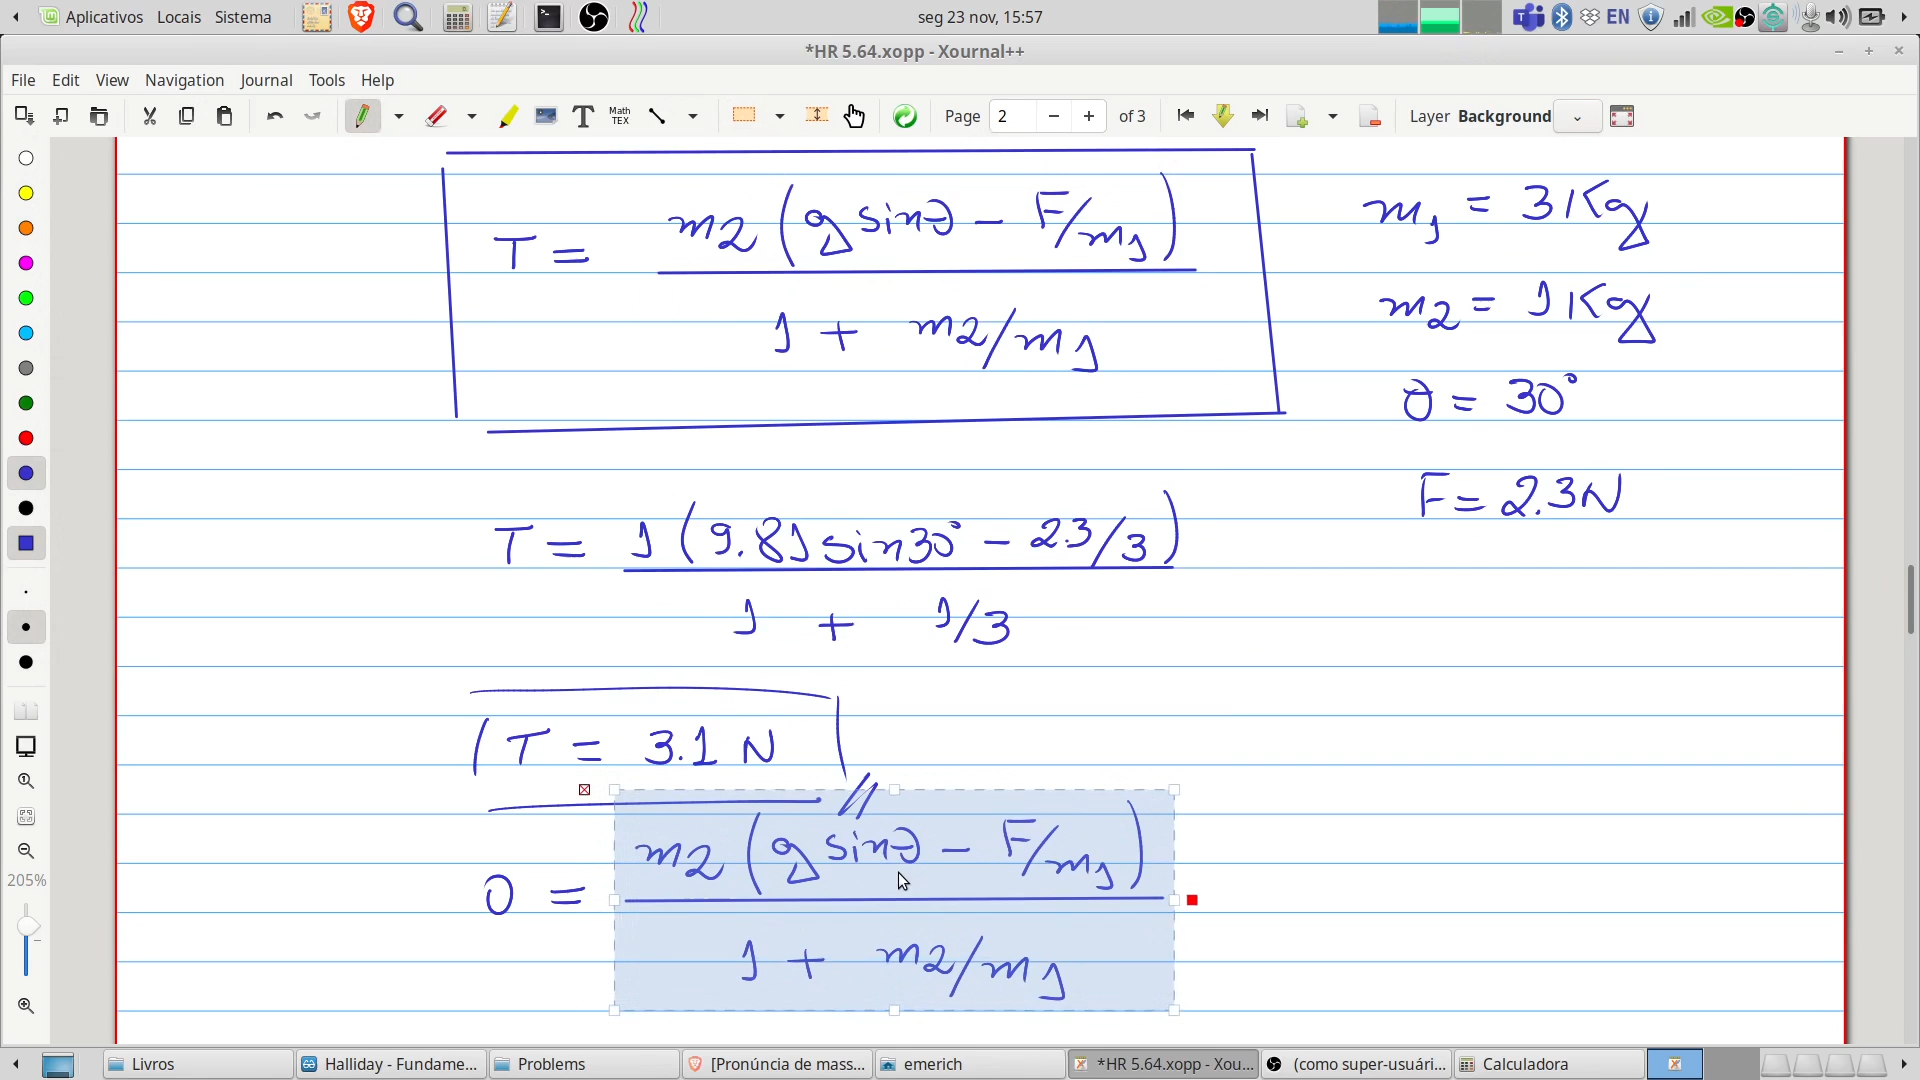 Aplicativos Locais Sistema
seg 23 nov, 15:57
EN
*HR 5.64.xopp - Xournal++
File Edit View Navigation Journal Tools Help
Math TEX
Page 2 of 3
Layer Background
205%
T = m2 (g sinθ - F/m1)
1 + m2/m1
m1 = 3 Kg
m2 = 1 Kg
θ = 30°
F = 2.3 N
T = 1 (9.81 sin30° - 2.3/3)
1 + 1/3
T = 3.1 N
0 = m2 (g sinθ - F/m1)
1 + m2/m1
Livros
Halliday - Fundame...
Problems
[Pronúncia de mass...
emerich
*HR 5.64.xopp - Xou...
(como super-usuári...
Calculadora